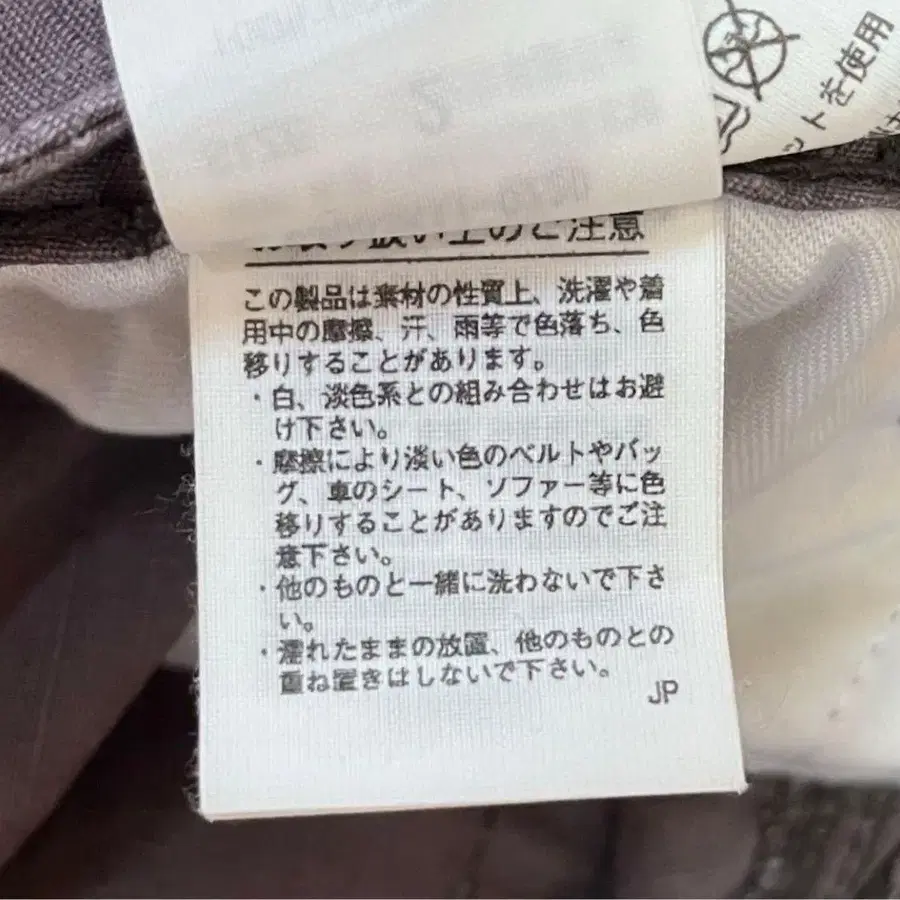 ットを使用
お取り扱い上のご注意
この製品は素材の性質上、洗濯や着
用中の摩擦、汗、雨等で色落ち、色
移りすることがあります。
・白、淡色系との組み合わせはお避
け下さい。
・摩擦により淡い色のベルトやバッ
グ、車のシート、ソファー等に色
移りすることがありますのでご注
意下さい。
・他のものと一緒に洗わないで下さ
い。
・濡れたままの放置、他のものとの
重ね置きはしないで下さい。
JP